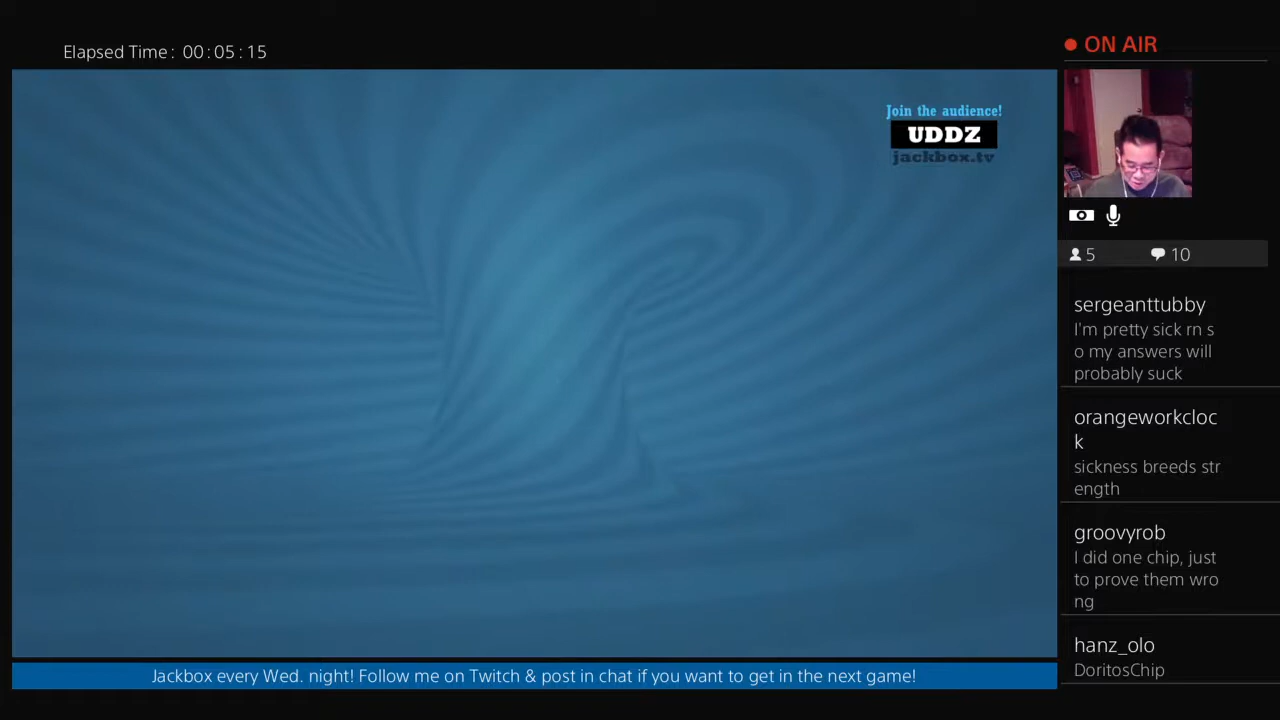 Elapsed Time: 00:05:15
ON AIR
Join the audience!
UDDZ
jackbox.tv
5
10
sergeanttubby
I'm pretty sick rn s
o my answers will
probably suck
orangeworkcloc
k
sickness breeds str
ength
groovyrob
I did one chip, just
to prove them wro
ng
hanz_olo
DoritosChip
Jackbox every Wed. night! Follow me on Twitch & post in chat if you want to get in the next game!